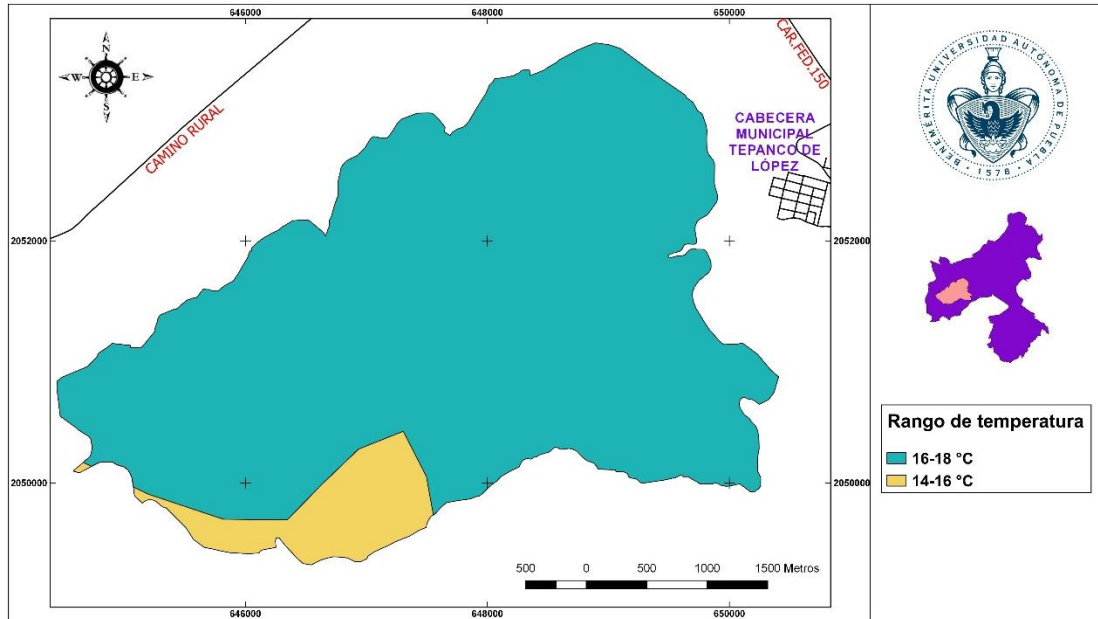 646000
648000
650000
N
W
E
S
CAMINO RURAL
CAR.FED.150
CABECERA
MUNICIPAL
TEPANCO DE
LÓPEZ
2052000
2052000
2050000
2050000
500
0
500
1000
1500 Metros
646000
648000
650000
BENEMÉRITA UNIVERSIDAD AUTÓNOMA DE PUEBLA
1578
Rango de temperatura
16-18 °C
14-16 °C